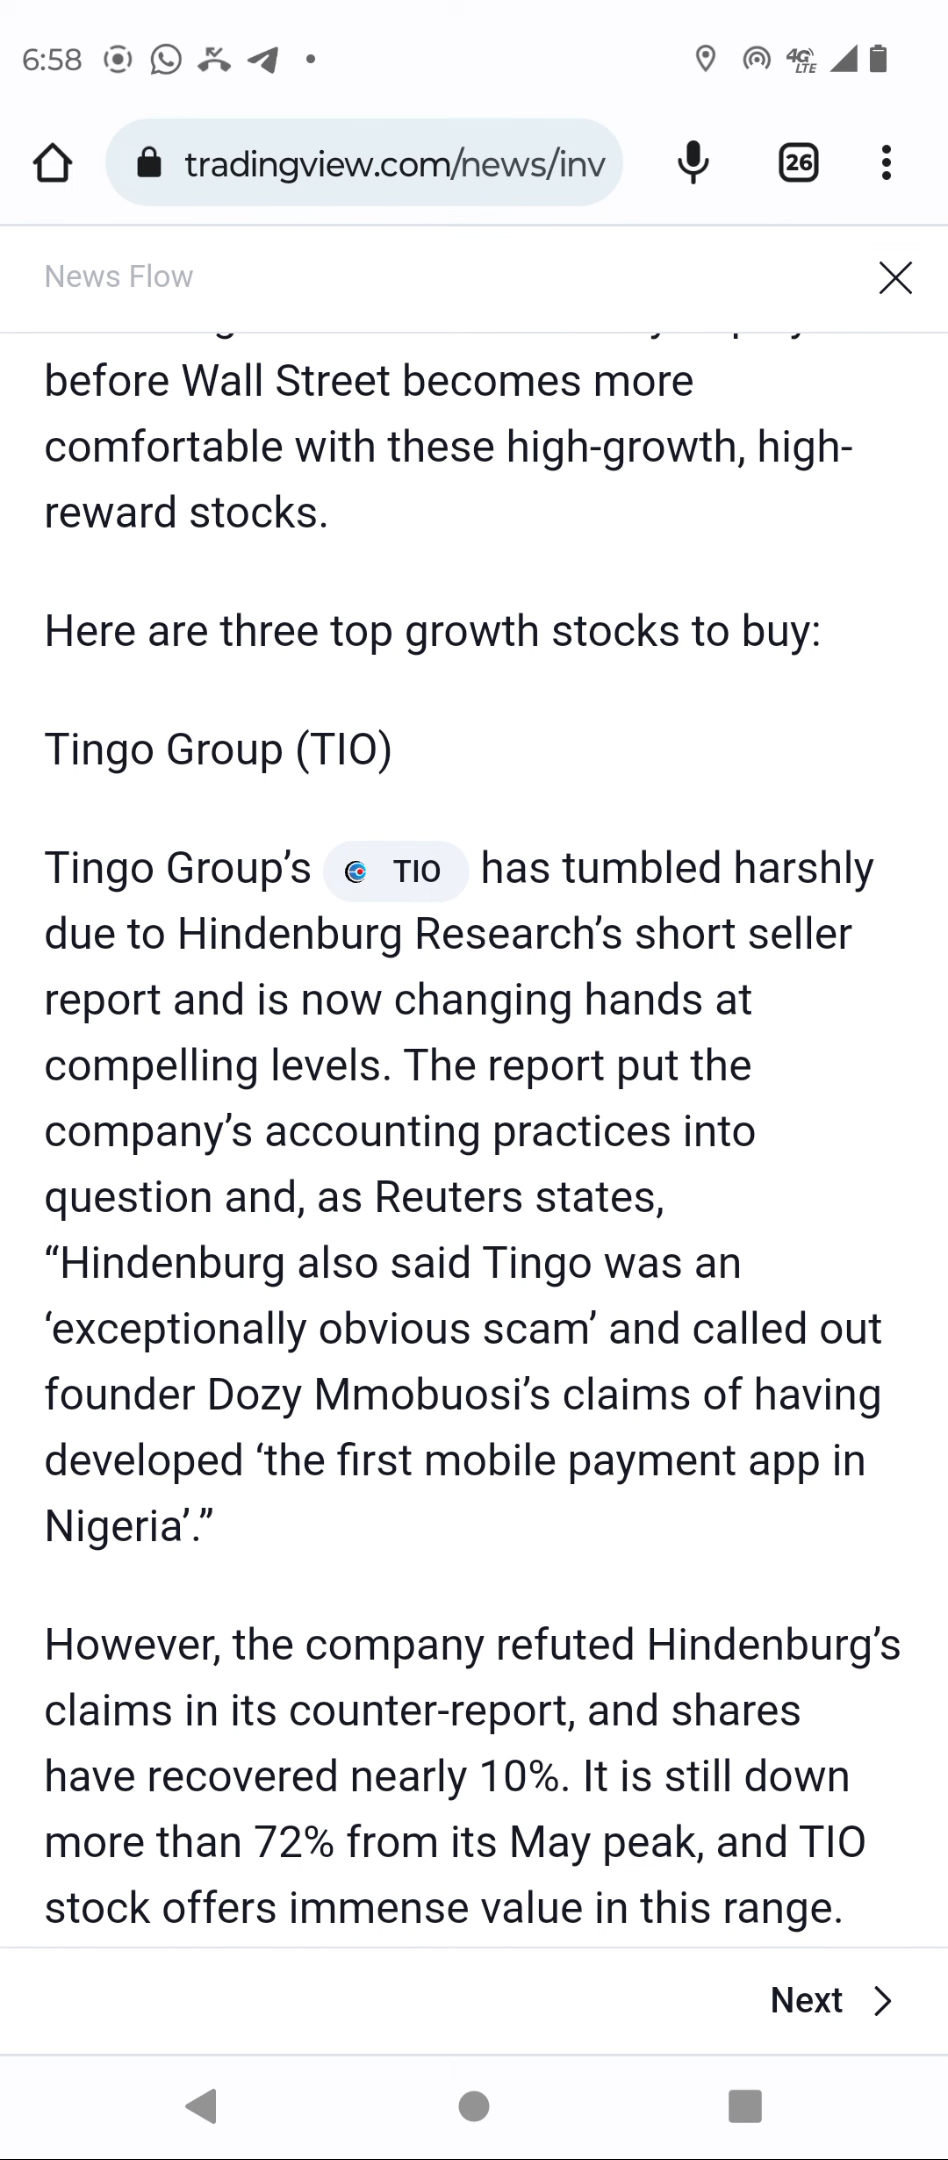 6:58
4G LTE
tradingview.com/news/inv
26
News Flow
before Wall Street becomes more
comfortable with these high-growth, high-
reward stocks.
Here are three top growth stocks to buy:
Tingo Group (TIO)
Tingo Group’s TIO has tumbled harshly
due to Hindenburg Research’s short seller
report and is now changing hands at
compelling levels. The report put the
company’s accounting practices into
question and, as Reuters states,
“Hindenburg also said Tingo was an
‘exceptionally obvious scam’ and called out
founder Dozy Mmobuosi’s claims of having
developed ‘the first mobile payment app in
Nigeria’.”
However, the company refuted Hindenburg’s
claims in its counter-report, and shares
have recovered nearly 10%. It is still down
more than 72% from its May peak, and TIO
stock offers immense value in this range.
Next